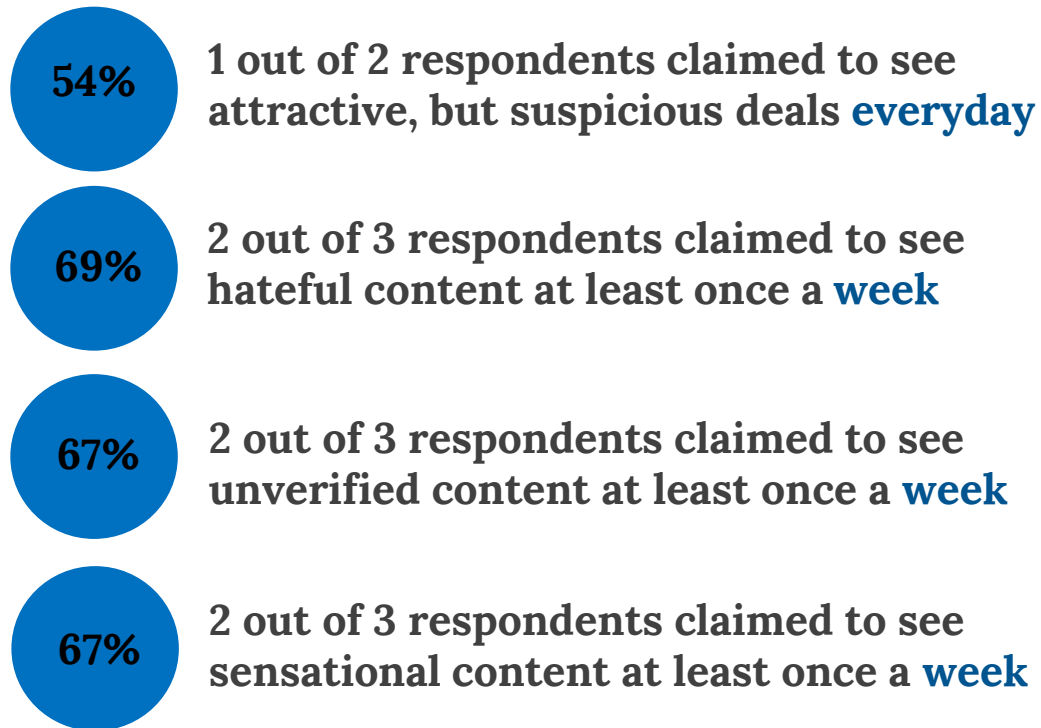 54%
1 out of 2 respondents claimed to see
attractive, but suspicious deals everyday
69%
2 out of 3 respondents claimed to see
hateful content at least once a week
67%
2 out of 3 respondents claimed to see
unverified content at least once a week
67%
2 out of 3 respondents claimed to see
sensational content at least once a week